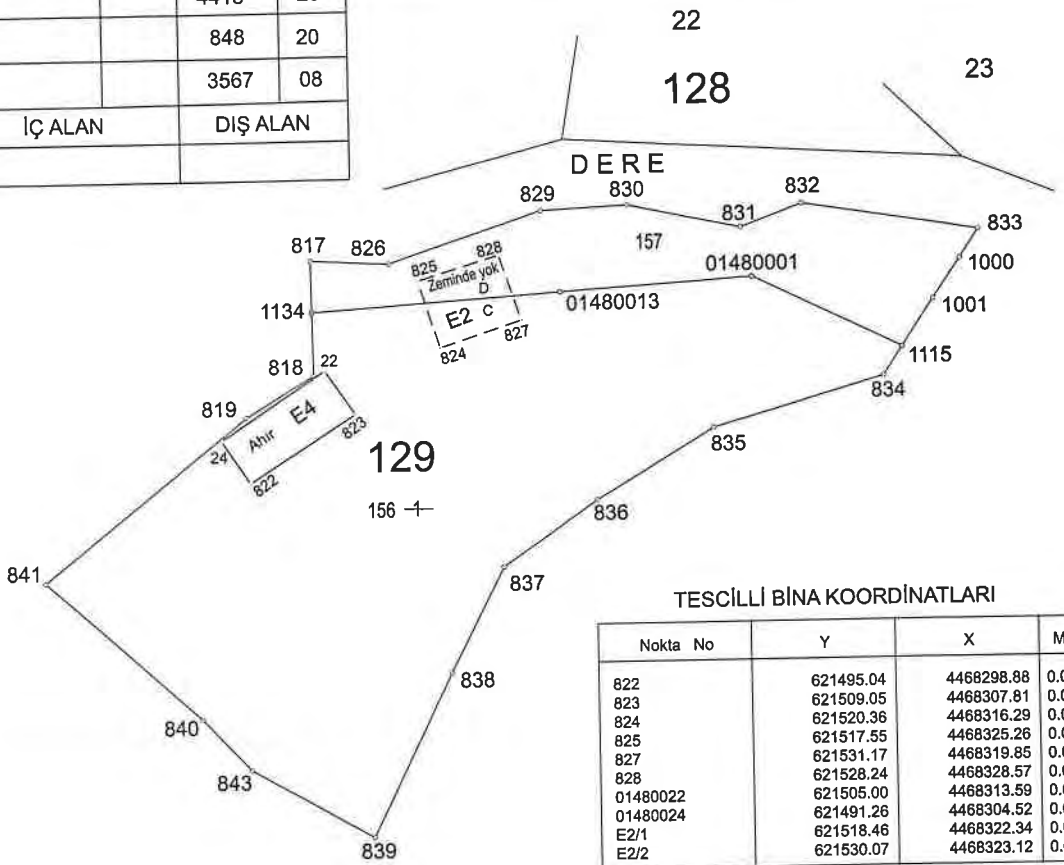 848 20
3567 08
İÇ ALAN DIŞ ALAN
22
128
23
DERE
829
830
831
832
833
817
826
825
828
157
01480001
1000
Zeminde yok
D
1134
01480013
1001
E2 C
827
824
1115
818
22
834
819
E4
Ahır
823
24
822
129
835
156
836
841
837
838
840
843
839
TESCİLLİ BİNA KOORDİNATLARI
Nokta No Y X
822 621495.04 4468298.88
823 621509.05 4468307.81
824 621520.36 4468316.29
825 621517.55 4468325.26
827 621531.17 4468319.85
828 621528.24 4468328.57
01480022 621505.00 4468313.59
01480024 621491.26 4468304.52
E2/1 621518.46 4468322.34
E2/2 621530.07 4468323.12